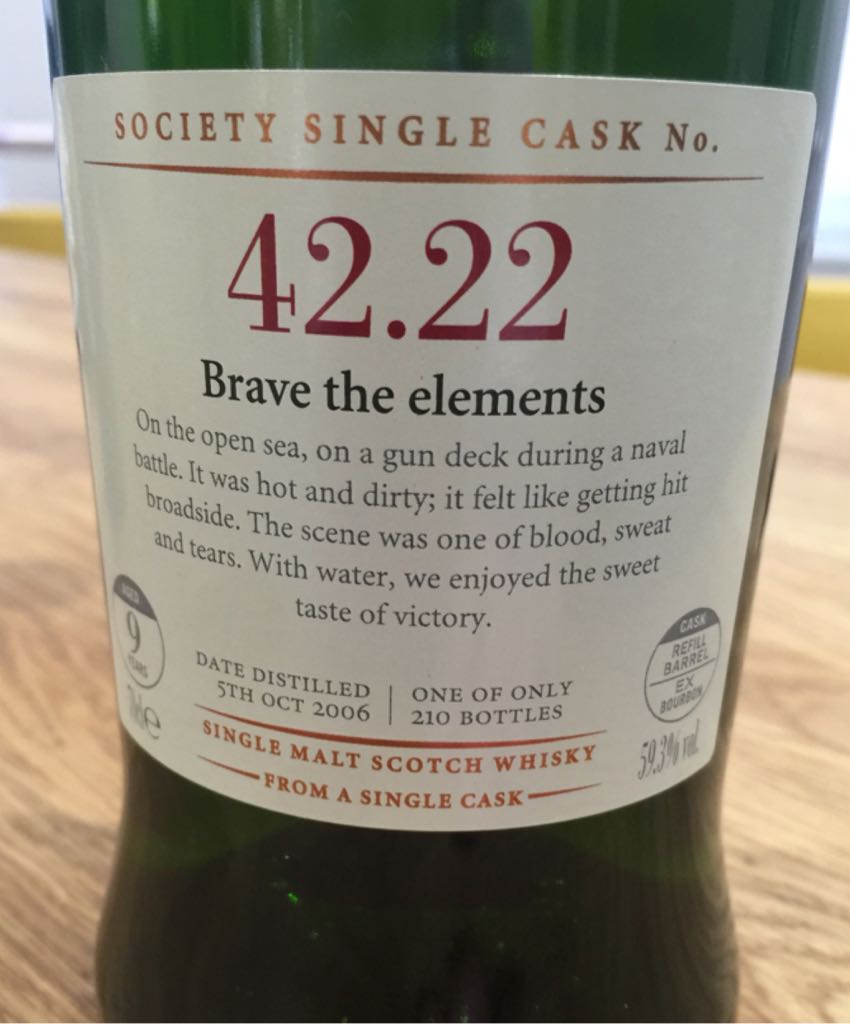 SOCIETY SINGLE CASK No.
42.22
Brave the elements
On the open sea, on a gun deck during a naval
battle. It was hot and dirty; it felt like getting hit
broadside. The scene was one of blood, sweat
and tears. With water, we enjoyed the sweet
taste of victory.
AGED
9
YEARS
DATE DISTILLED
5TH OCT 2006
ONE OF ONLY
210 BOTTLES
CASK
REFILL
BARREL
EX
BOURBON
59.3% vol.
SINGLE MALT SCOTCH WHISKY
FROM A SINGLE CASK